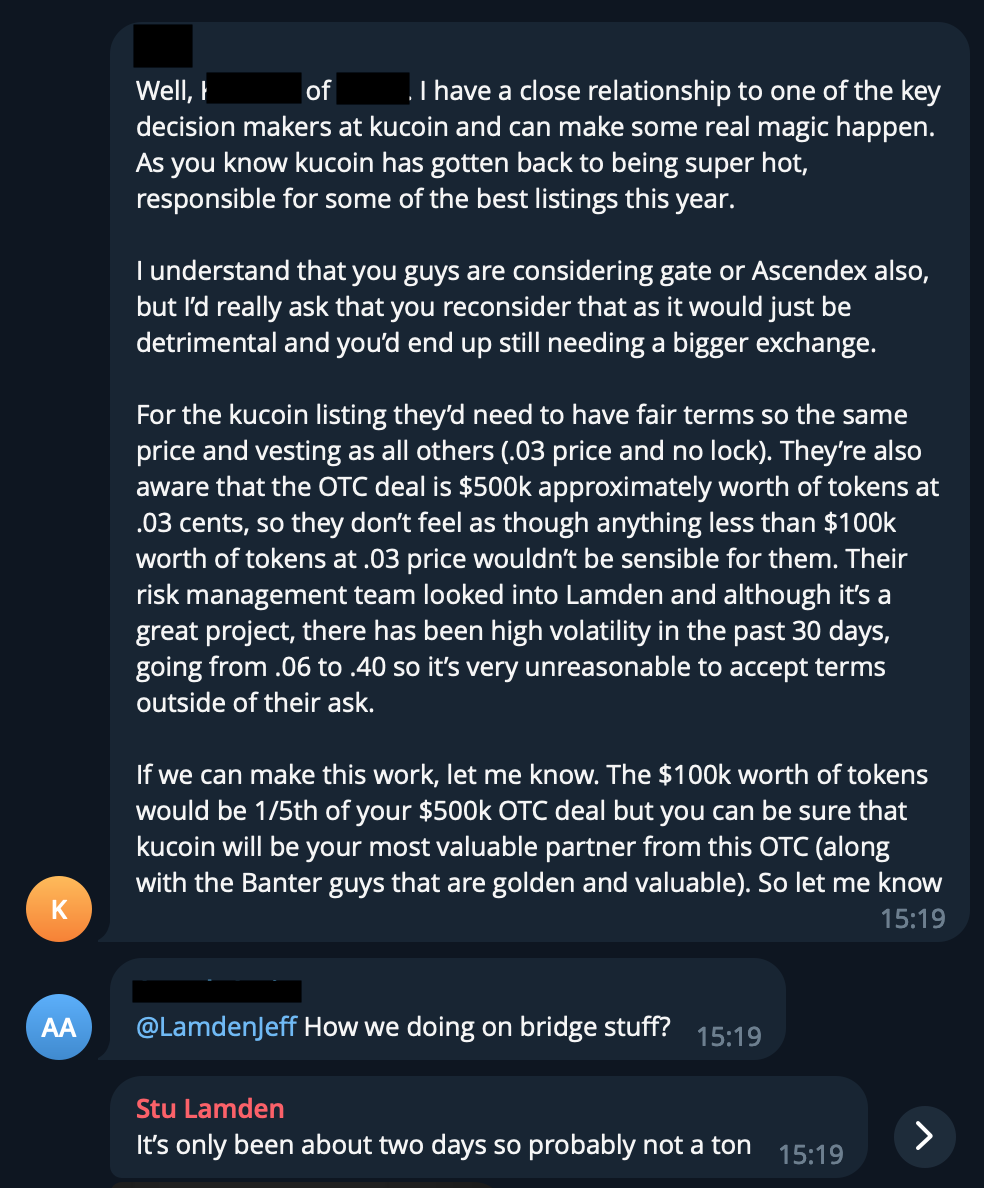 Well, of . I have a close relationship to one of the key
decision makers at kucoin and can make some real magic happen.
As you know kucoin has gotten back to being super hot,
responsible for some of the best listings this year.
I understand that you guys are considering gate or Ascendex also,
but I’d really ask that you reconsider that as it would just be
detrimental and you’d end up still needing a bigger exchange.
For the kucoin listing they’d need to have fair terms so the same
price and vesting as all others (.03 price and no lock). They’re also
aware that the OTC deal is $500k approximately worth of tokens at
.03 cents, so they don’t feel as though anything less than $100k
worth of tokens at .03 price wouldn’t be sensible for them. Their
risk management team looked into Lamden and although it’s a
great project, there has been high volatility in the past 30 days,
going from .06 to .40 so it’s very unreasonable to accept terms
outside of their ask.
If we can make this work, let me know. The $100k worth of tokens
would be 1/5th of your $500k OTC deal but you can be sure that
kucoin will be your most valuable partner from this OTC (along
with the Banter guys that are golden and valuable). So let me know
K
15:19
AA
@LamdenJeff How we doing on bridge stuff? 15:19
Stu Lamden
It’s only been about two days so probably not a ton 15:19